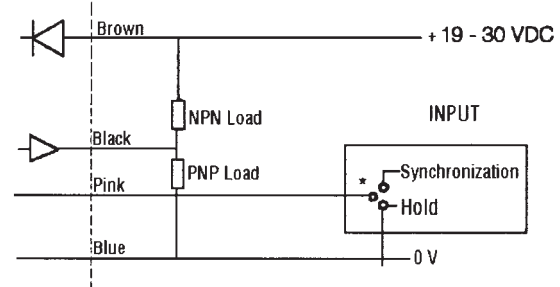 Brown
+ 19 - 30 VDC
NPN Load
INPUT
Black
PNP Load
Synchronization
Pink
*
Hold
Blue
0 V